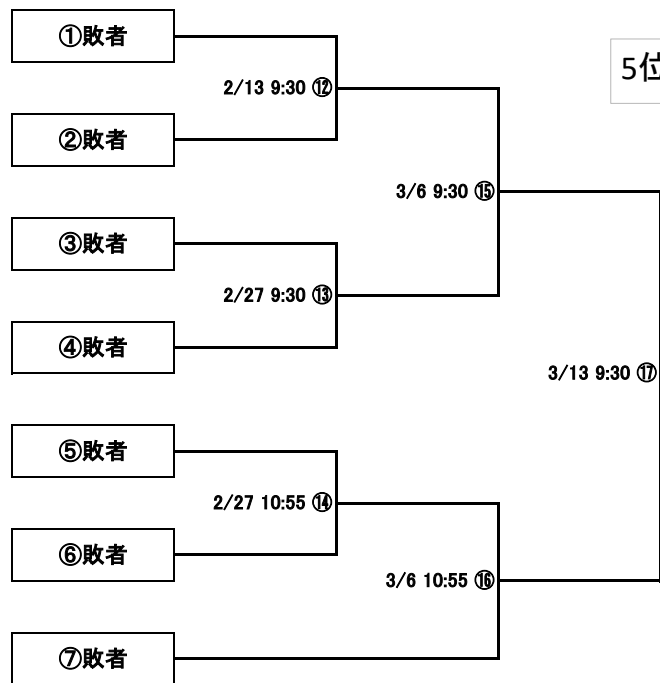 ①敗者
2/13 9:30 ⑫
5位
②敗者
3/6 9:30 ⑮
③敗者
2/27 9:30 ⑬
④敗者
3/13 9:30 ⑰
⑤敗者
2/27 10:55 ⑭
⑥敗者
3/6 10:55 ⑯
⑦敗者